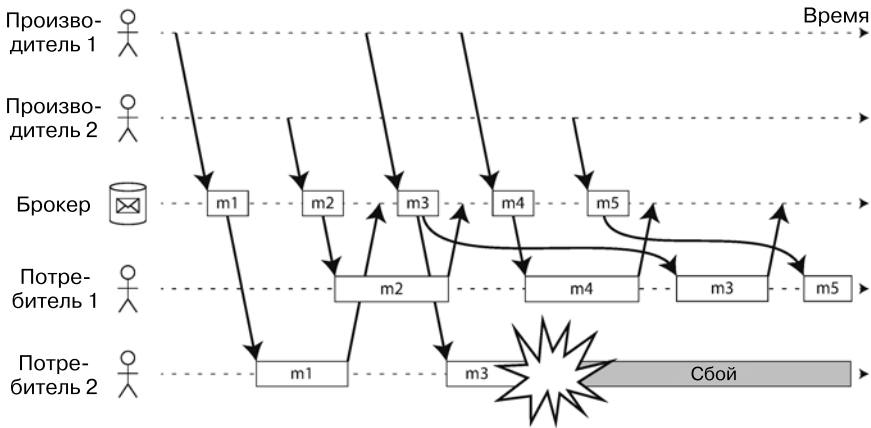 Время
Произво-
дитель 1
Произво-
дитель 2
Брокер
m1
m2
m3
m4
m5
Потре-
битель 1
m2
m4
m3
m5
Потре-
битель 2
m1
m3
Сбой